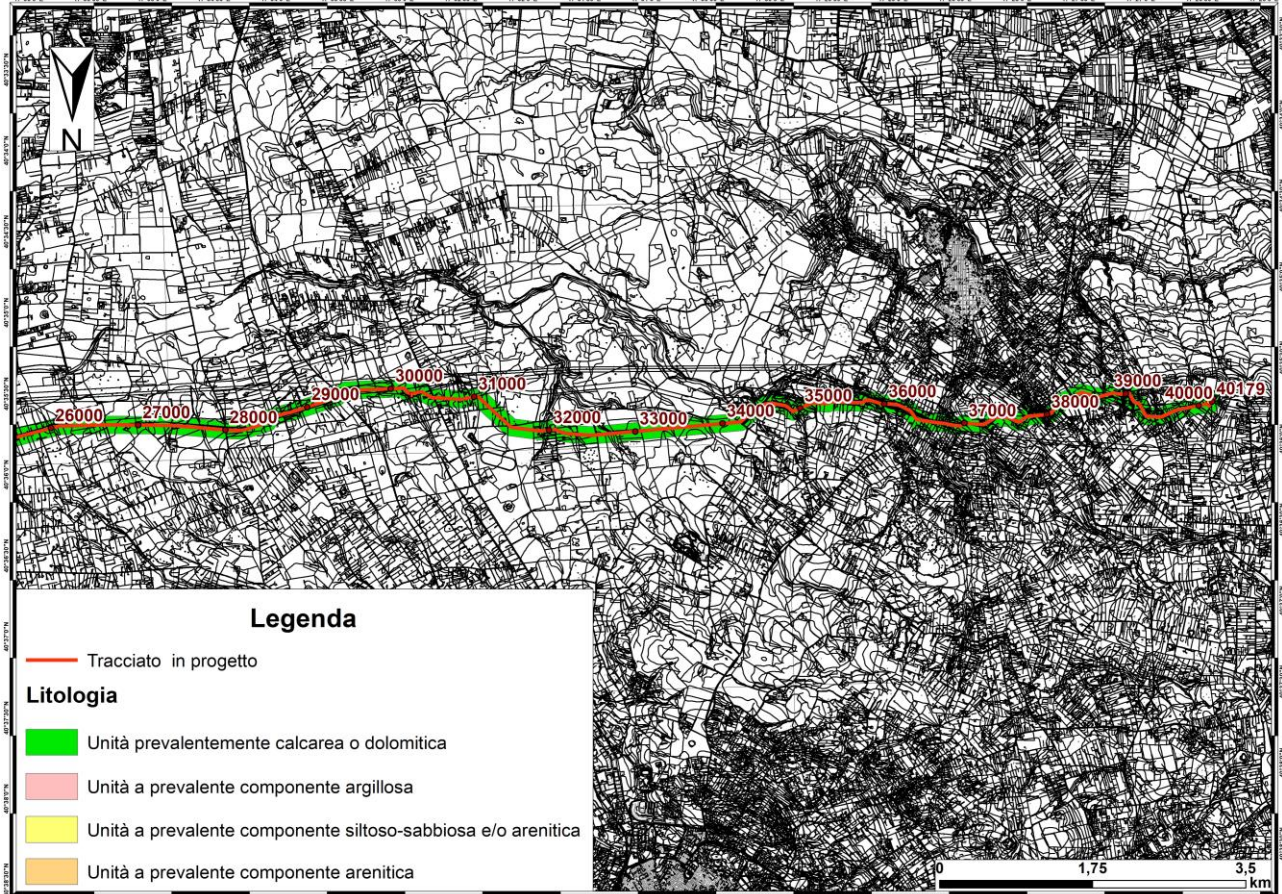 N
26000
27000
28000
29000
30000
31000
32000
33000
34000
35000
36000
37000
38000
39000
40000
40179
Legenda
Tracciato in progetto
Litologia
Unità prevalentemente calcarea o dolomitica
Unità a prevalente componente argillosa
Unità a prevalente componente siltoso-sabbiosa e/o arenitica
Unità a prevalente componente arenitica
0 1,75 3,5
km